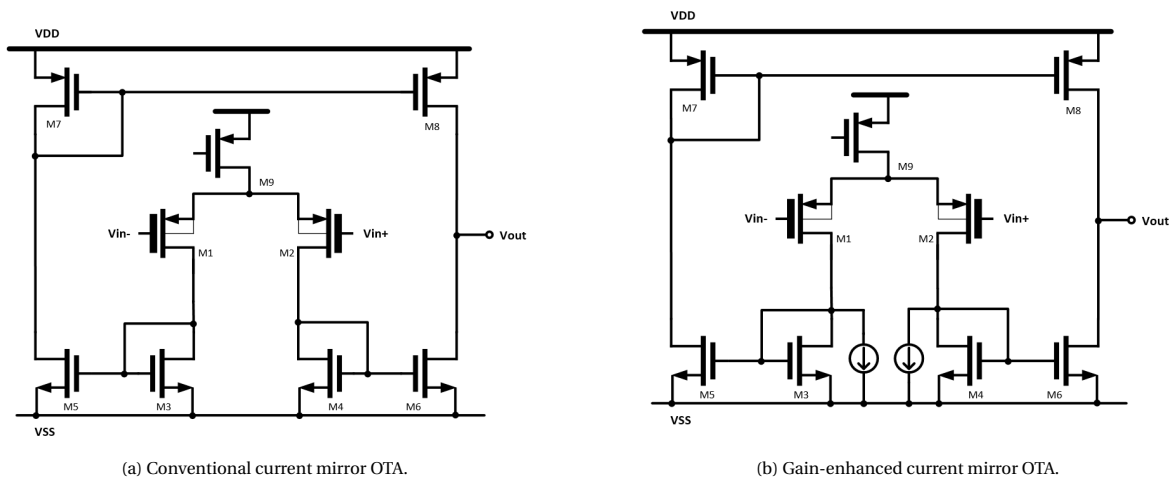 VDD
M7
M8
M9
Vin-
Vin+
M1
M2
Vout
M5
M3
M4
M6
VSS
(a) Conventional current mirror OTA.
VDD
M7
M8
M9
Vin-
Vin+
M1
M2
Vout
M5
M3
M4
M6
VSS
(b) Gain-enhanced current mirror OTA.